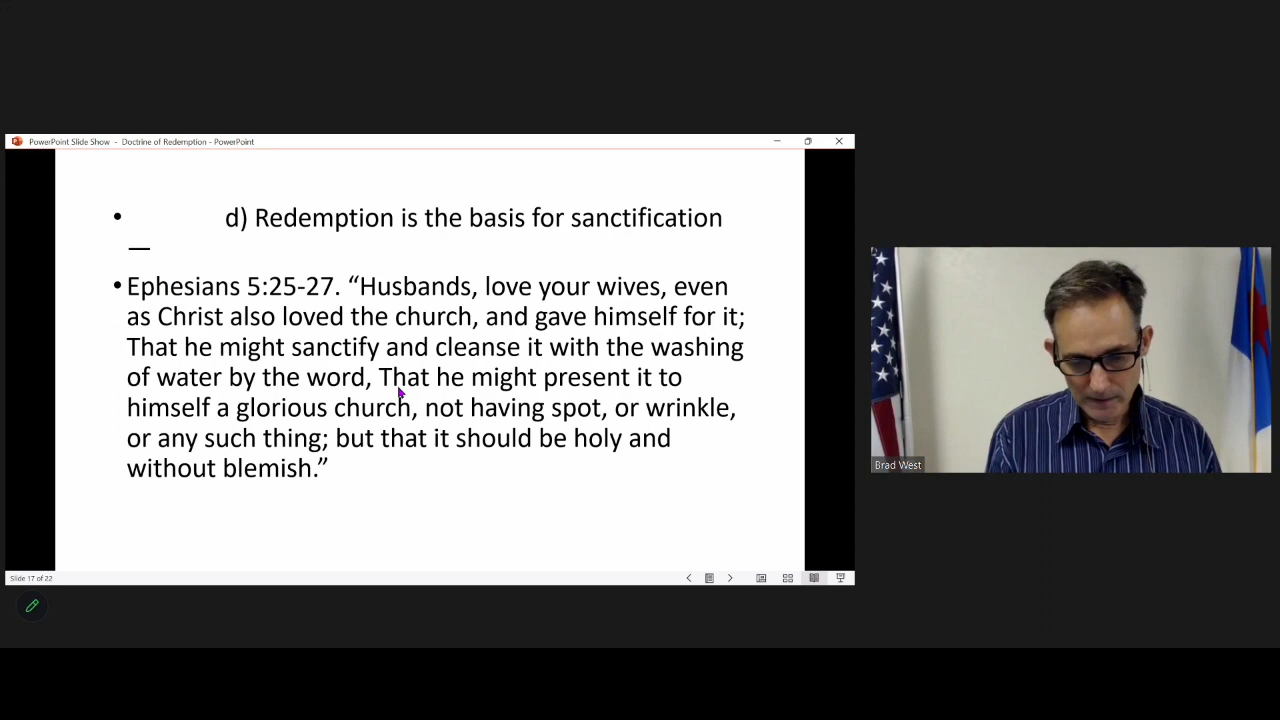 PowerPoint Slide Show - Doctrine of Redemption - PowerPoint
• d) Redemption is the basis for sanctification
—
• Ephesians 5:25-27. “Husbands, love your wives, even
as Christ also loved the church, and gave himself for it;
That he might sanctify and cleanse it with the washing
of water by the word, That he might present it to
himself a glorious church, not having spot, or wrinkle,
or any such thing; but that it should be holy and
without blemish.”
Slide 17 of 22
Brad West